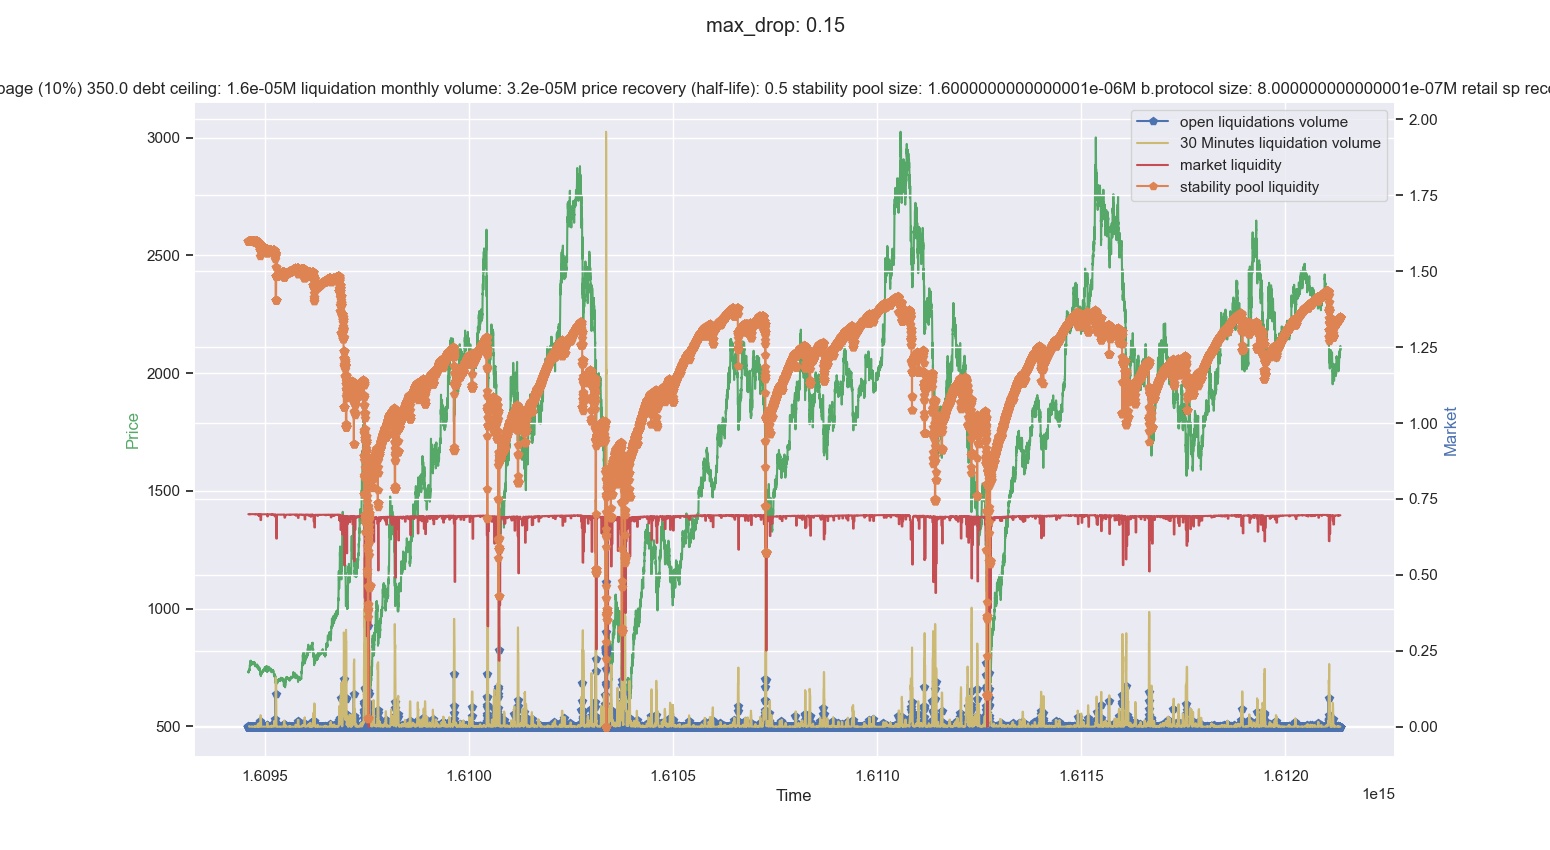 max_drop: 0.15
page (10%) 350.0 debt ceiling: 1.6e-05M liquidation monthly volume: 3.2e-05M price recovery (half-life): 0.5 stability pool size: 1.6000000000000001e-06M b.protocol size: 8.000000000000001e-07M retail sp reco
open liquidations volume
30 Minutes liquidation volume
market liquidity
stability pool liquidity
3000
2500
2000
1500
1000
500
Price
2.00
1.75
1.50
1.25
1.00
0.75
0.50
0.25
0.00
Market
1.6095
1.6100
1.6105
1.6110
1.6115
1.6120
1e15
Time